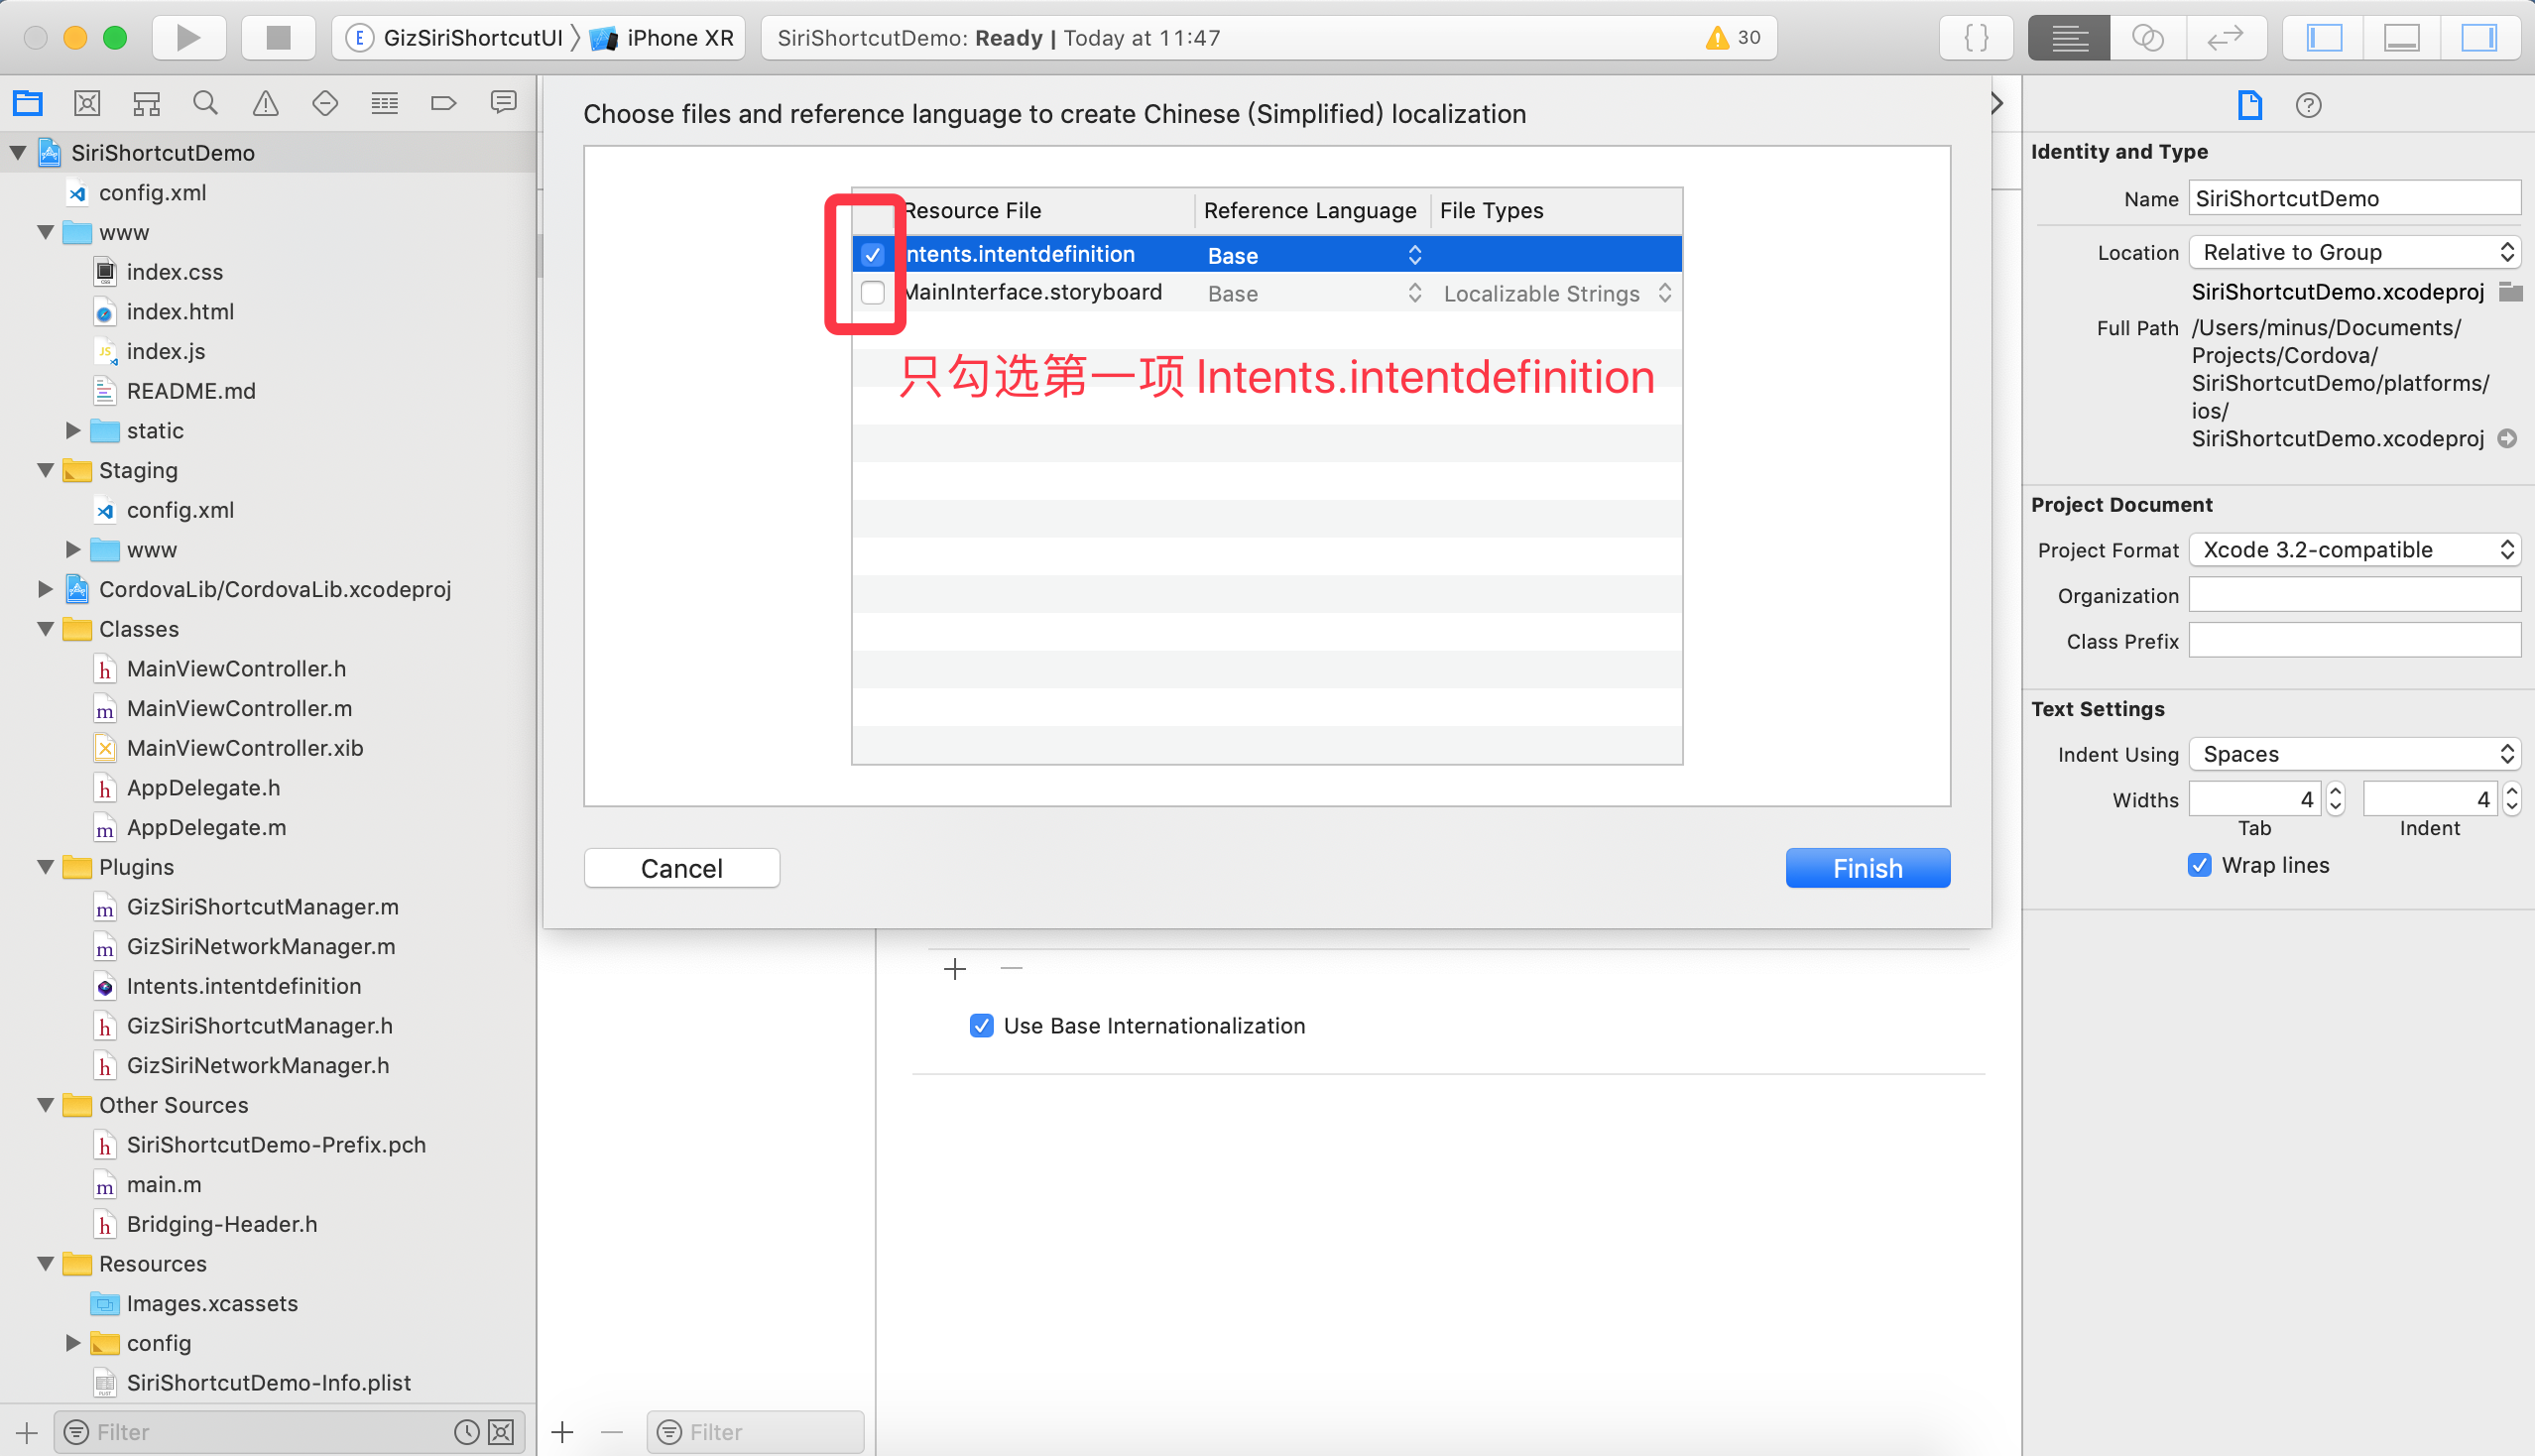 GizSiriShortcutUI
iPhone XR
SiriShortcutDemo: Ready | Today at 11:47
30
SiriShortcutDemo
config.xml
www
index.css
index.html
index.js
README.md
static
Staging
config.xml
www
CordovaLib/CordovaLib.xcodeproj
Classes
MainViewController.h
MainViewController.m
MainViewController.xib
AppDelegate.h
AppDelegate.m
Plugins
GizSiriShortcutManager.m
GizSiriNetworkManager.m
Intents.intentdefinition
GizSiriShortcutManager.h
GizSiriNetworkManager.h
Other Sources
SiriShortcutDemo-Prefix.pch
main.m
Bridging-Header.h
Resources
Images.xcassets
config
SiriShortcutDemo-Info.plist
Filter
Choose files and reference language to create Chinese (Simplified) localization
Resource File Reference Language File Types
Intents.intentdefinition Base
MainInterface.storyboard Base Localizable Strings
只勾选第一项 Intents.intentdefinition
Cancel
Finish
Use Base Internationalization
Filter
Identity and Type
Name SiriShortcutDemo
Location Relative to Group
SiriShortcutDemo.xcodeproj
Full Path /Users/minus/Documents/
Projects/Cordova/
SiriShortcutDemo/platforms/
ios/
SiriShortcutDemo.xcodeproj
Project Document
Project Format Xcode 3.2-compatible
Organization
Class Prefix
Text Settings
Indent Using Spaces
Widths 4 4
Tab Indent
Wrap lines